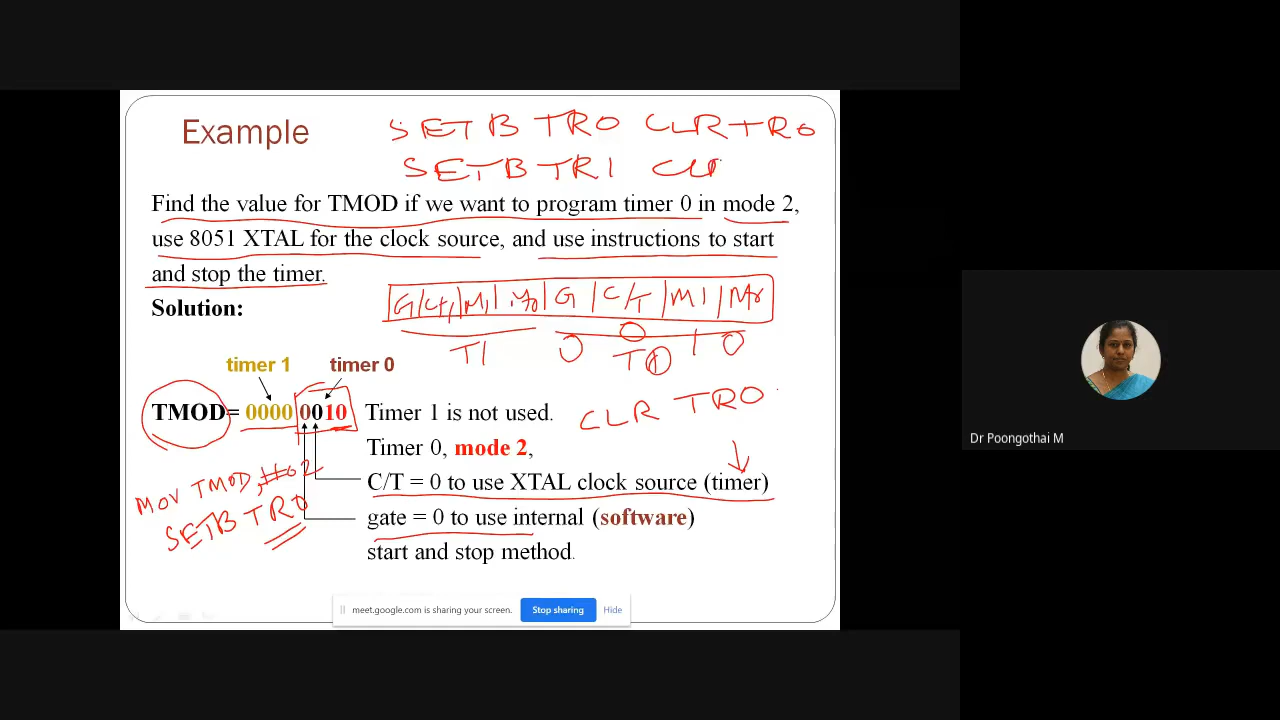 Example
SETB TR0 CLR TR0
SETB TR1 CLR
Find the value for TMOD if we want to program timer 0 in mode 2,
use 8051 XTAL for the clock source, and use instructions to start
and stop the timer.
Solution:
G C/T M1 M0 G C/T M1 M0
0 0 1 0
T1 T0
timer 1 timer 0
TMOD= 0000 0010 Timer 1 is not used.
CLR TR0
Timer 0, mode 2,
MOV TMOD, #02
C/T = 0 to use XTAL clock source (timer)
SETB TR0
gate = 0 to use internal (software)
start and stop method.
meet.google.com is sharing your screen. Stop sharing Hide
Dr Poongothai M